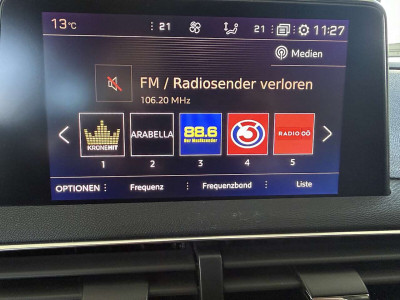 13°C 21 21 11:27
Medien
FM / Radiosender verloren
106.20 MHz
KRONEHIT ARABELLA 88.6 Ö3 RADIO OÖ
Der Musiksender
1 2 3 4 5
OPTIONEN Frequenz Frequenzband Liste